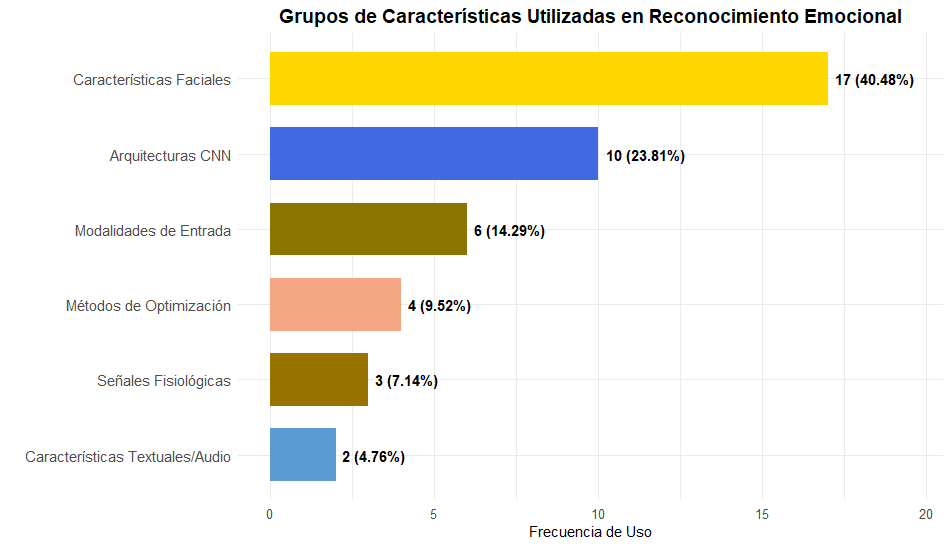 Grupos de Características Utilizadas en Reconocimiento Emocional
Características Faciales
17 (40.48%)
Arquitecturas CNN
10 (23.81%)
Modalidades de Entrada
6 (14.29%)
Métodos de Optimización
4 (9.52%)
Señales Fisiológicas
3 (7.14%)
Características Textuales/Audio
2 (4.76%)
0 5 10 15 20
Frecuencia de Uso